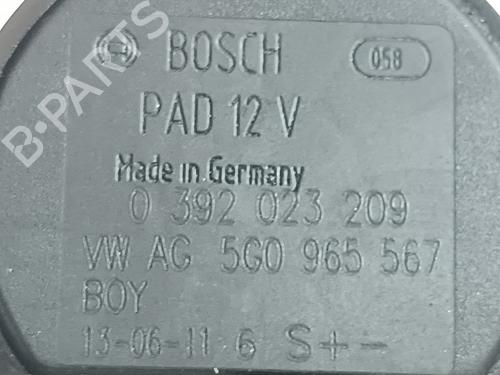 BOSCH 058
PAD 12 V
Made in Germany
0 392 023 209
VW AG 5G0 965 567
BOY
13-06-11 6 S+-
B-PARTS